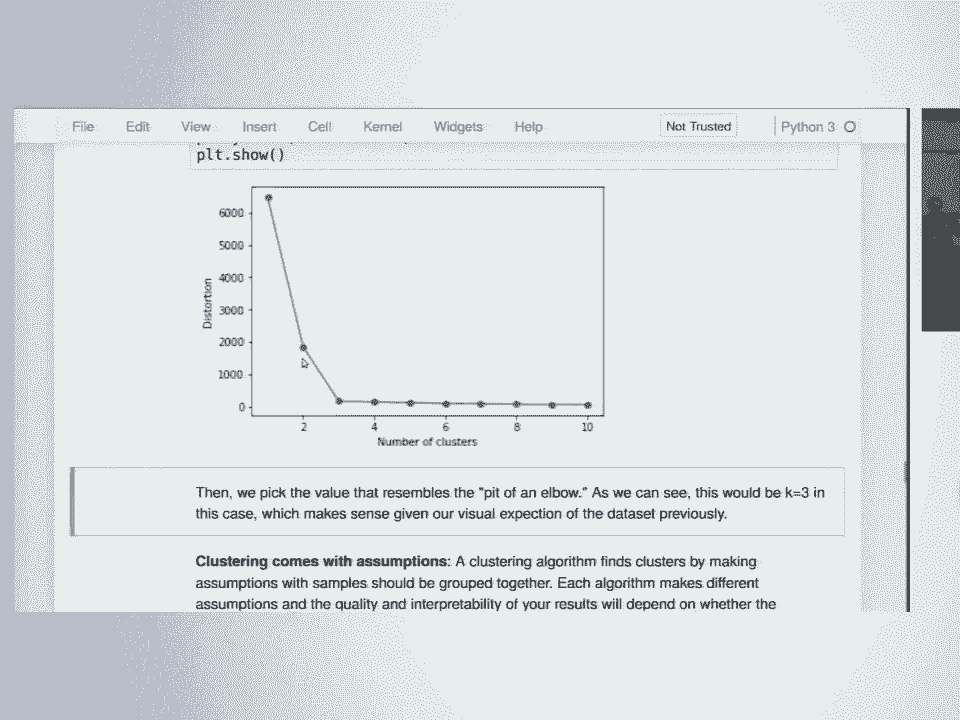 File Edit View Insert Cell Kernel Widgets Help Not Trusted Python 3
plt.show()
6000
5000
4000
3000
2000
1000
0
Distortion
2 4 6 8 10
Number of clusters
Then, we pick the value that resembles the "pit of an elbow." As we can see, this would be k=3 in
this case, which makes sense given our visual expection of the dataset previously.
Clustering comes with assumptions: A clustering algorithm finds clusters by making
assumptions with samples should be grouped together. Each algorithm makes different
assumptions and the quality and interpretability of your results will depend on whether the